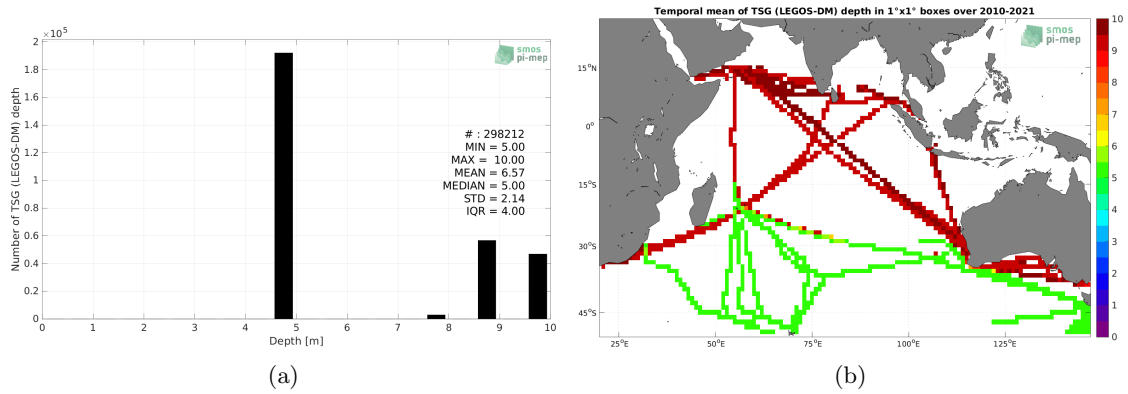 ×10⁵
2
1.8
1.6
1.4
1.2
1
0.8
0.6
0.4
0.2
0
Number of TSG (LEGOS-DM) depth
smos
pi-mep
# : 298212
MIN = 5.00
MAX = 10.00
MEAN = 6.57
MEDIAN = 5.00
STD = 2.14
IQR = 4.00
0 1 2 3 4 5 6 7 8 9 10
Depth [m]
(a)
Temporal mean of TSG (LEGOS-DM) depth in 1°x1° boxes over 2010-2021
smos
pi-mep
15°N
0°
15°S
30°S
45°S
25°E 50°E 75°E 100°E 125°E
10
9
8
7
6
5
4
3
2
1
0
(b)